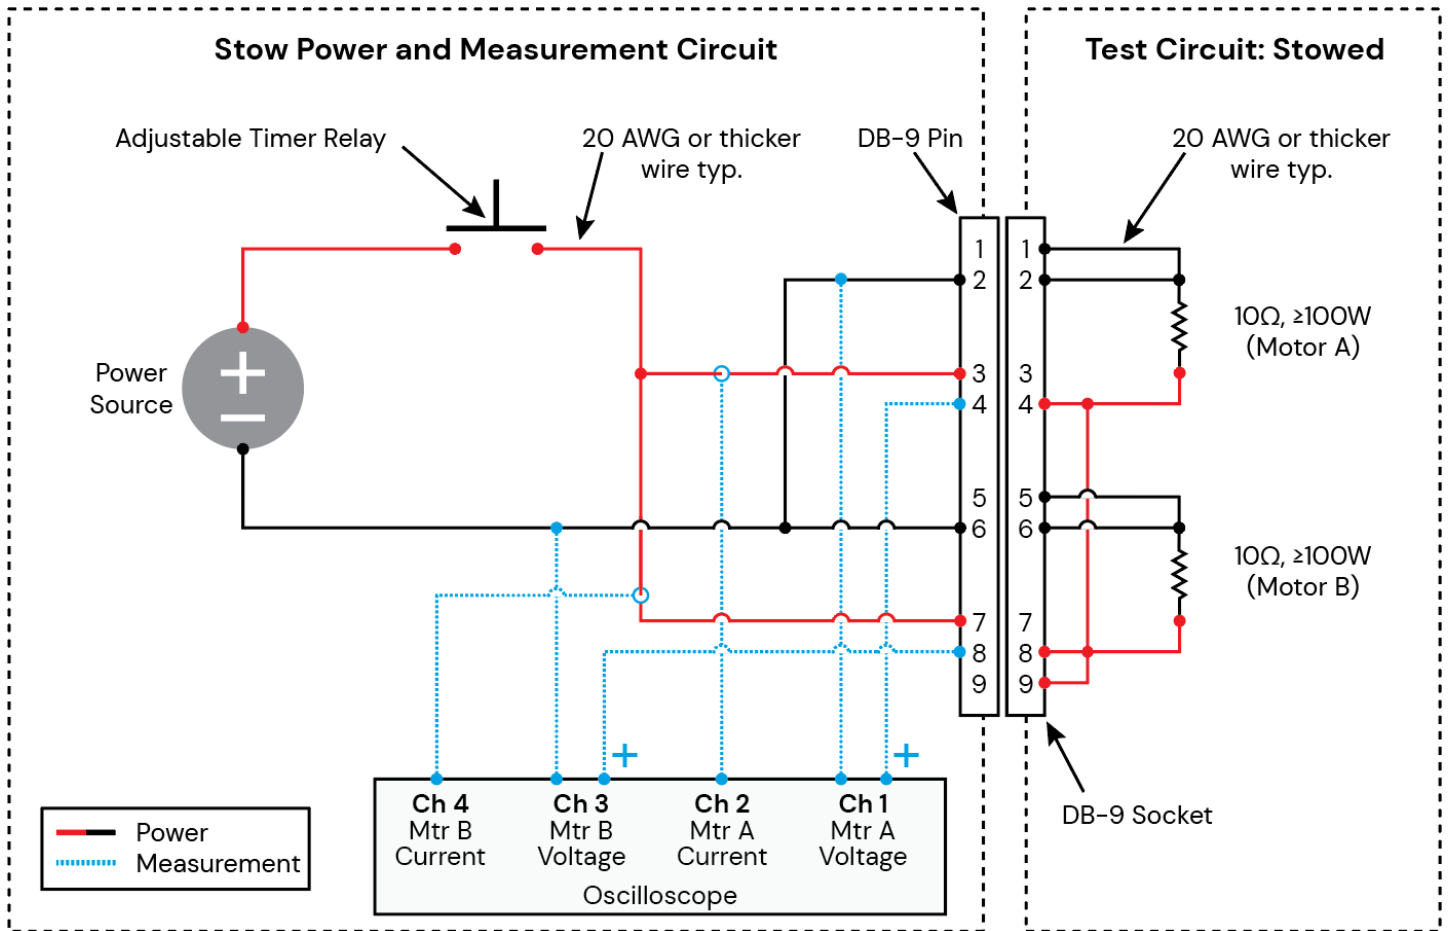 Stow Power and Measurement Circuit
Test Circuit: Stowed
Adjustable Timer Relay
20 AWG or thicker
wire typ.
DB-9 Pin
20 AWG or thicker
wire typ.
1
2
3
4
5
6
7
8
9
1
2
3
4
5
6
7
8
9
10Ω, ≥100W
(Motor A)
10Ω, ≥100W
(Motor B)
Power
Source
+
−
+
+
DB-9 Socket
Ch 4
Mtr B
Current
Ch 3
Mtr B
Voltage
Ch 2
Mtr A
Current
Ch 1
Mtr A
Voltage
Oscilloscope
Power
Measurement